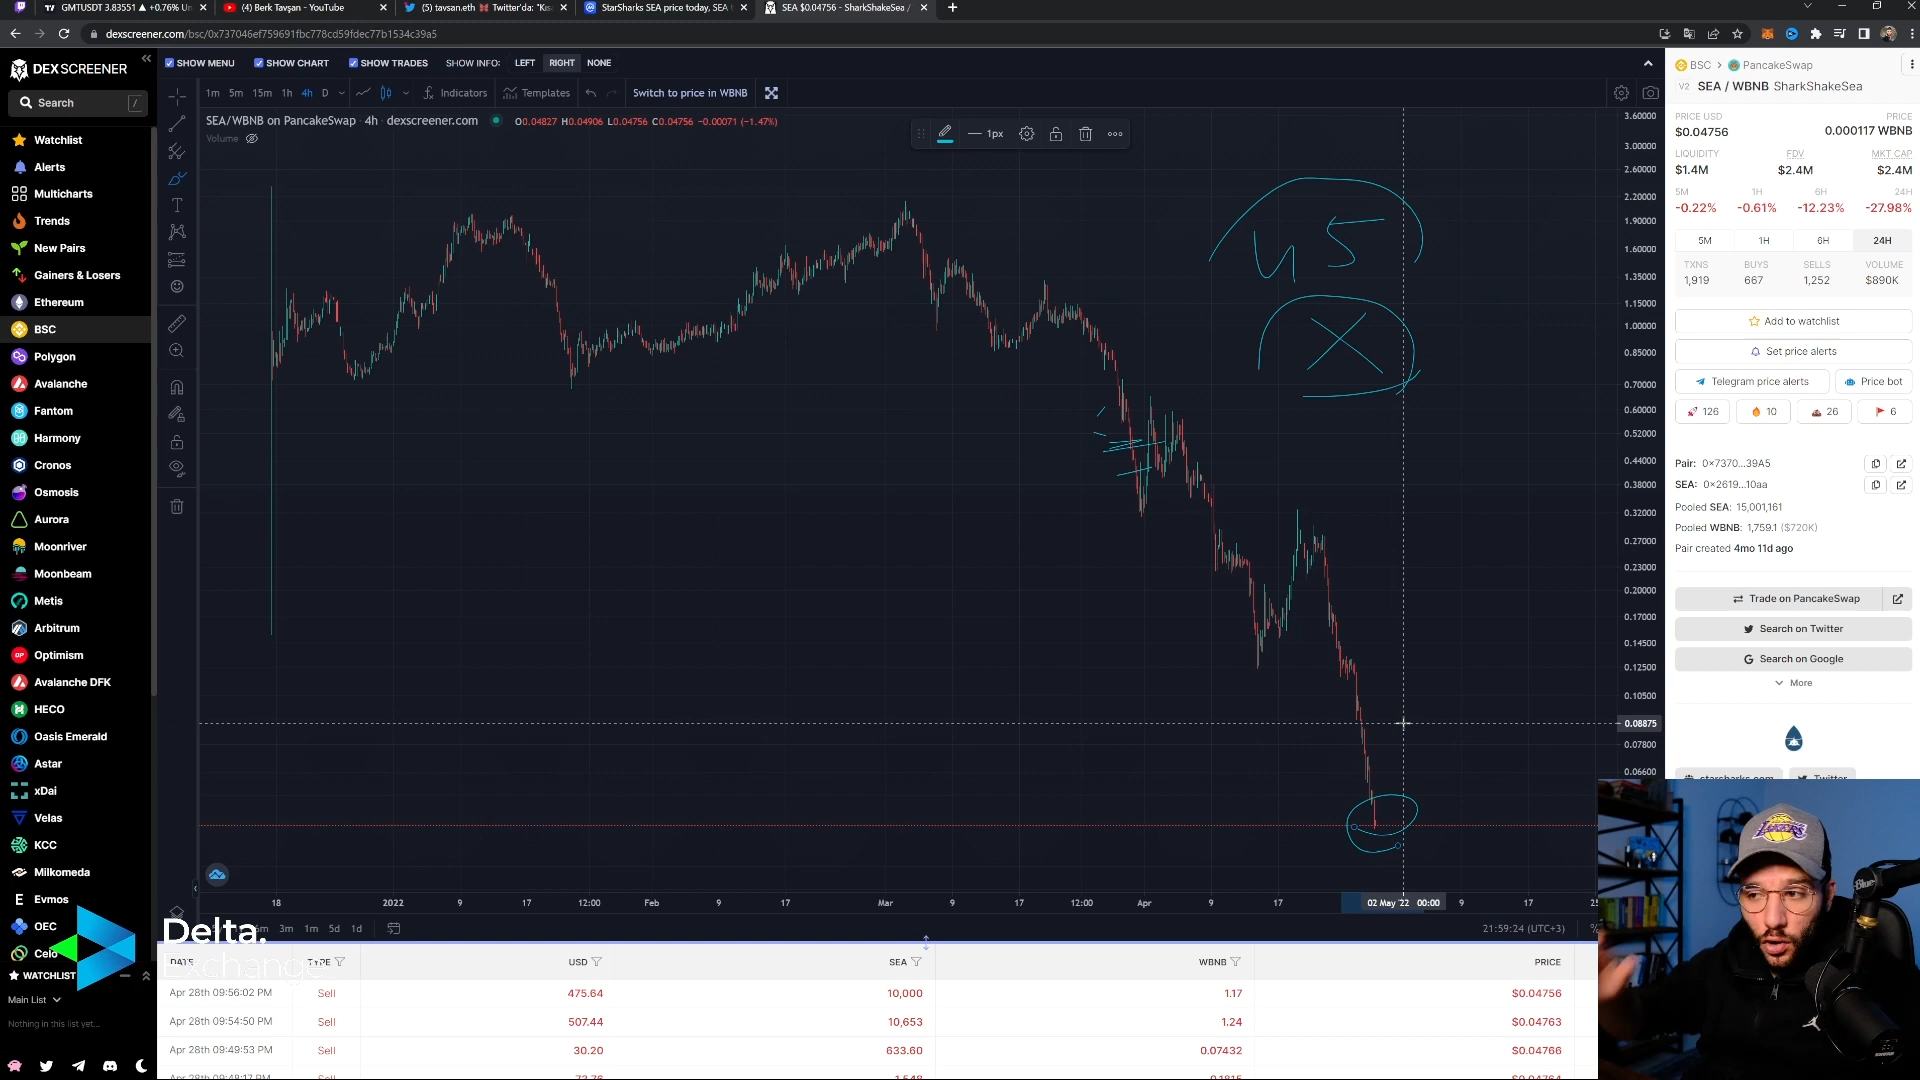 GMTUSDT 3.83551 ▲ +0.76% Un
(4) Berk Tavşan - YouTube
(5) tavsan.eth Twitter'da: "Kısa
StarSharks SEA price today, SEA t
SEA $0.04756 - SharkShakeSea /
dexscreener.com/bsc/0x737046ef759691fbc778cd59fdec77b1534c39a5
DEX SCREENER
Search /
Watchlist
Alerts
Multicharts
Trends
New Pairs
Gainers & Losers
Ethereum
BSC
Polygon
Avalanche
Fantom
Harmony
Cronos
Osmosis
Aurora
Moonriver
Moonbeam
Metis
Arbitrum
Optimism
Avalanche DFK
HECO
Oasis Emerald
Astar
xDai
Velas
KCC
Milkomeda
Evmos
OEC
Celo
WATCHLIST
Main List
Nothing in this list yet...
SHOW MENU SHOW CHART SHOW TRADES SHOW INFO: LEFT RIGHT NONE
1m 5m 15m 1h 4h D Indicators Templates Switch to price in WBNB
SEA/WBNB on PancakeSwap · 4h · dexscreener.com O0.04827 H0.04906 L0.04756 C0.04756 -0.00071 (-1.47%)
Volume
1px
45
X
3.60000
3.00000
2.60000
2.20000
1.90000
1.60000
1.35000
1.15000
1.00000
0.85000
0.70000
0.60000
0.52000
0.44000
0.38000
0.32000
0.27000
0.23000
0.20000
0.17000
0.14500
0.12500
0.10500
0.08875
0.07800
0.06600
18 2022 9 17 12:00 Feb 9 17 Mar 9 17 12:00 Apr 9 17 02 May '22 00:00 9 17
3m 1m 5d 1d 21:59:24 (UTC+3) %
Delta.
Exchange
DATE TYPE USD SEA WBNB PRICE
Apr 28th 09:56:02 PM Sell 475.64 10,000 1.17 $0.04756
Apr 28th 09:54:50 PM Sell 507.44 10,653 1.24 $0.04763
Apr 28th 09:49:53 PM Sell 30.20 633.60 0.07432 $0.04766
BSC > PancakeSwap
V2 SEA / WBNB SharkShakeSea
PRICE USD PRICE
$0.04756 0.000117 WBNB
LIQUIDITY FDV MKT CAP
$1.4M $2.4M $2.4M
5M 1H 6H 24H
-0.22% -0.61% -12.23% -27.98%
5M 1H 6H 24H
TXNS BUYS SELLS VOLUME
1,919 667 1,252 $890K
Add to watchlist
Set price alerts
Telegram price alerts Price bot
126 10 26 6
Pair: 0x7370...39A5
SEA: 0x2619...10aa
Pooled SEA: 15,001,161
Pooled WBNB: 1,759.1 ($720K)
Pair created 4mo 11d ago
Trade on PancakeSwap
Search on Twitter
Search on Google
More
starsharks.com Twitter